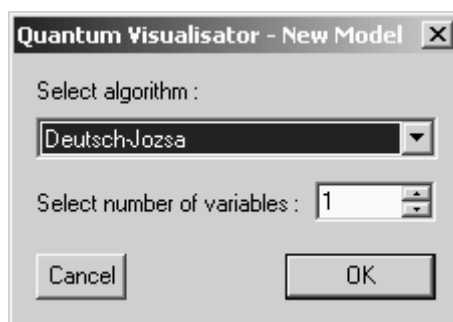 Quantum Visualisator - New Model
Select algorithm :
Deutsch-Jozsa
Select number of variables : 1
Cancel OK